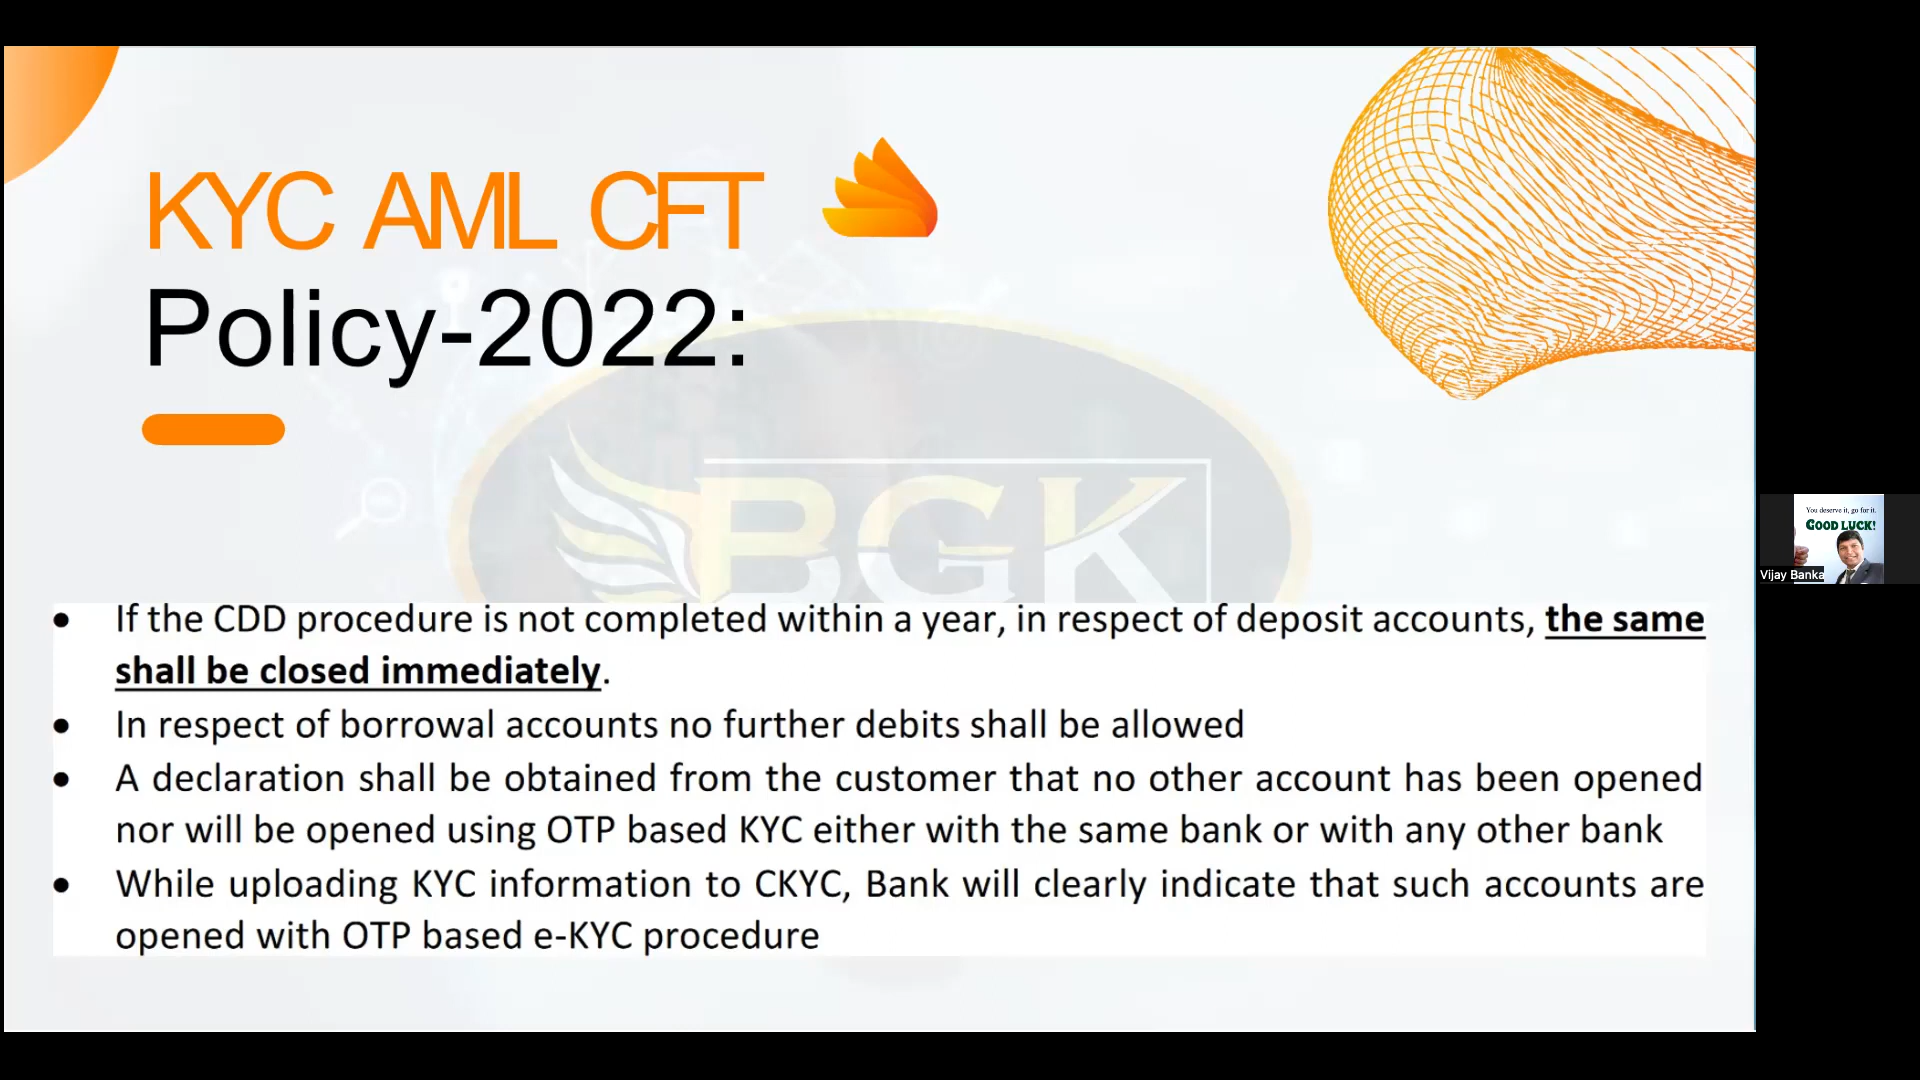 KYC AML CFT
Policy-2022:
BGK
• If the CDD procedure is not completed within a year, in respect of deposit accounts, the same
shall be closed immediately.
• In respect of borrowal accounts no further debits shall be allowed
• A declaration shall be obtained from the customer that no other account has been opened
nor will be opened using OTP based KYC either with the same bank or with any other bank
• While uploading KYC information to CKYC, Bank will clearly indicate that such accounts are
opened with OTP based e-KYC procedure
You deserve it, go for it.
GOOD LUCK!
Vijay Banka